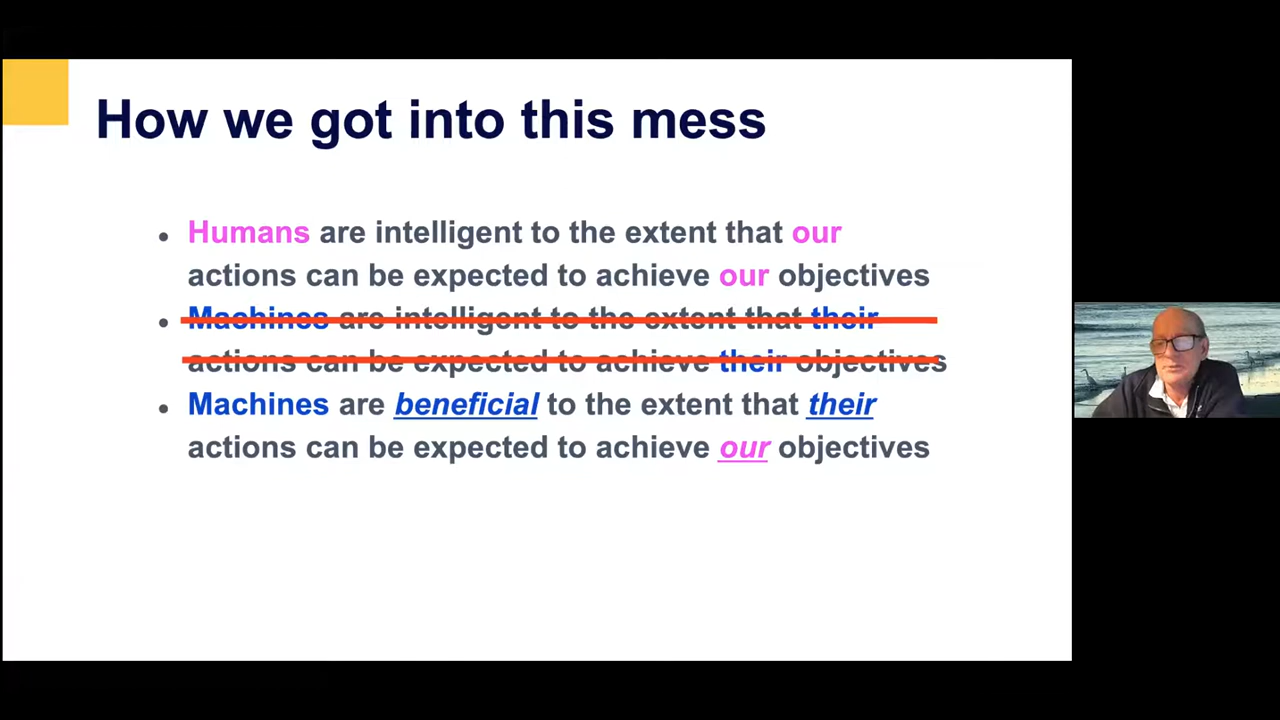 How we got into this mess
• Humans are intelligent to the extent that our
actions can be expected to achieve our objectives
• Machines are intelligent to the extent that their
actions can be expected to achieve their objectives
• Machines are beneficial to the extent that their
actions can be expected to achieve our objectives